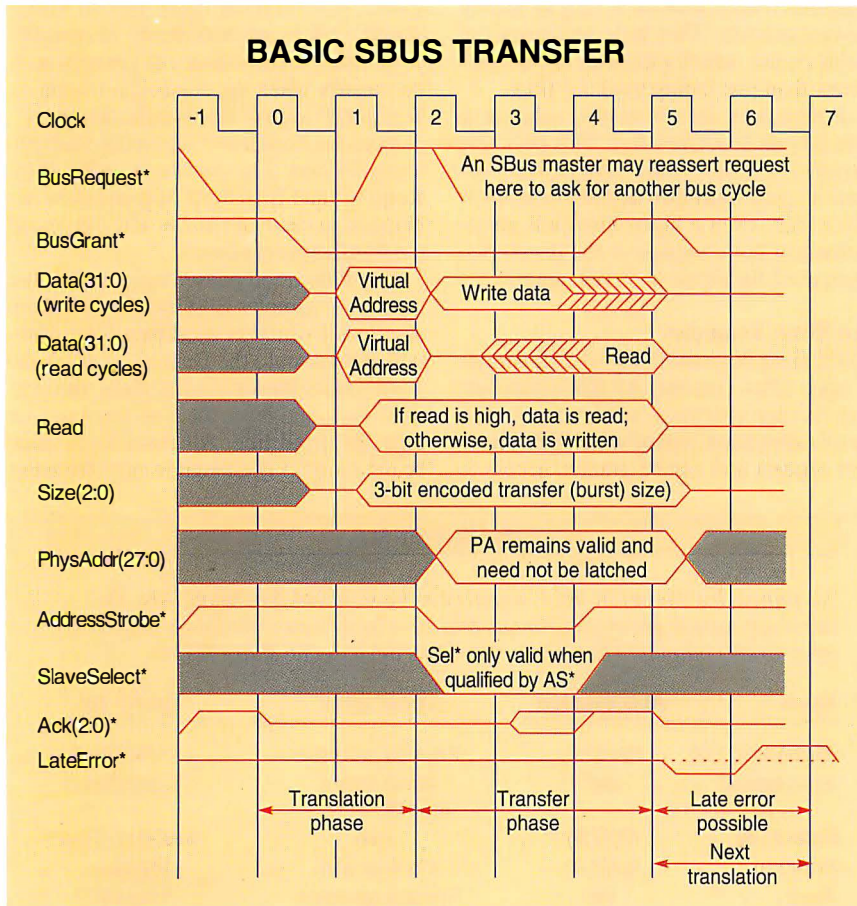 BASIC SBUS TRANSFER
Clock -1 0 1 2 3 4 5 6 7
BusRequest*
An SBus master may reassert request
here to ask for another bus cycle
BusGrant*
Data(31:0)
(write cycles)
Virtual
Address
Write data
Data(31:0)
(read cycles)
Virtual
Address
Read
Read
If read is high, data is read;
otherwise, data is written
Size(2:0)
3-bit encoded transfer (burst) size)
PhysAddr(27:0)
PA remains valid and
need not be latched
AddressStrobe*
SlaveSelect*
Sel* only valid when
qualified by AS*
Ack(2:0)*
LateError*
Translation
phase
Transfer
phase
Late error
possible
Next
translation